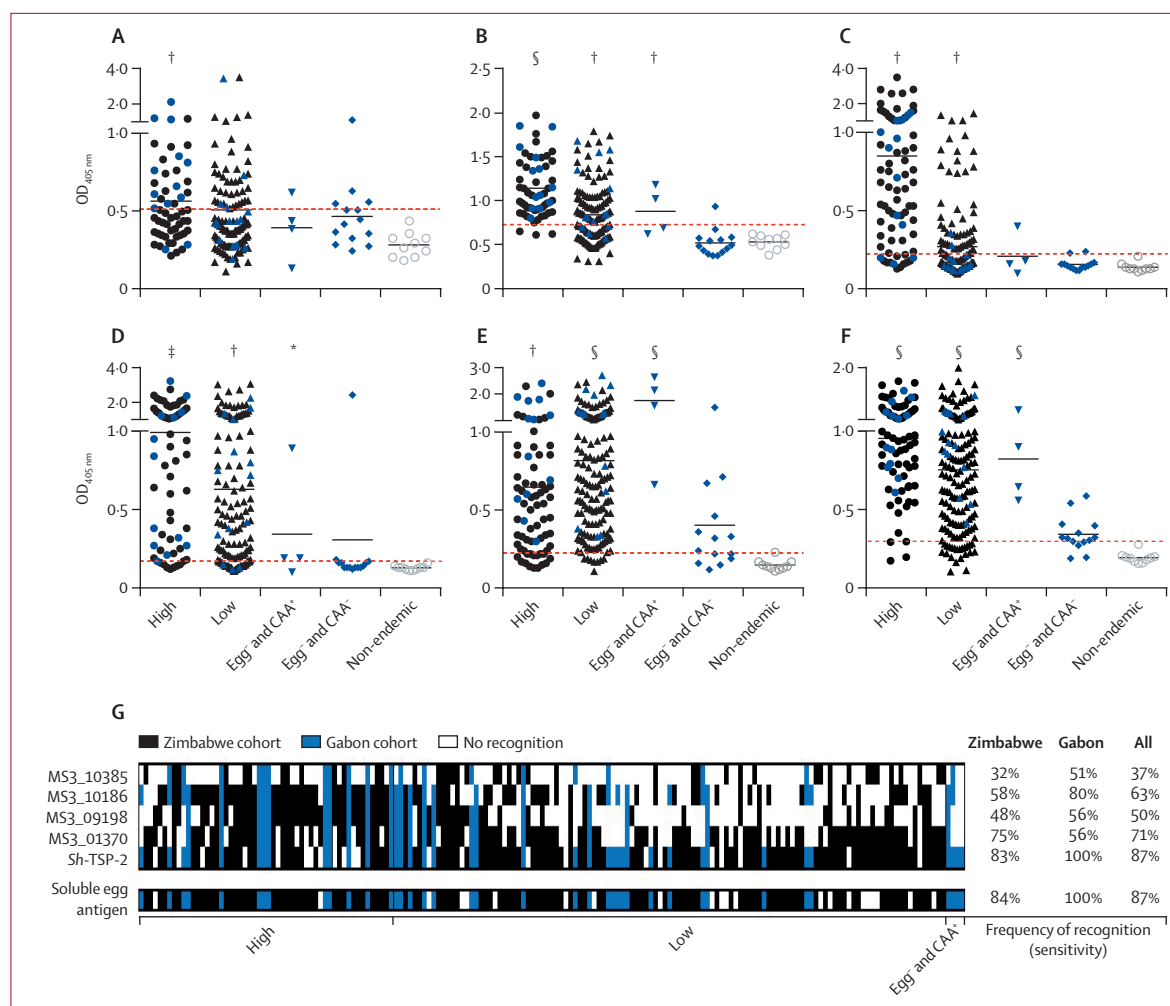 A
†
4·0
2·0
1·0
0·5
0
OD405 nm
B
§ † †
2·5
2·0
1·5
1·0
0·5
0
C
† †
4·0
2·0
1·0
0·5
0
D
‡ † *
4·0
2·0
1·0
0·5
0
OD405 nm
High
Low
Egg⁻ and CAA⁺
Egg⁻ and CAA⁻
Non-endemic
E
† § §
3·0
2·0
1·0
0·5
0
High
Low
Egg⁻ and CAA⁺
Egg⁻ and CAA⁻
Non-endemic
F
§ § §
2·0
1·0
0·5
0
High
Low
Egg⁻ and CAA⁺
Egg⁻ and CAA⁻
Non-endemic
G
Zimbabwe cohort Gabon cohort No recognition
Zimbabwe Gabon All
MS3_10385 32% 51% 37%
MS3_10186 58% 80% 63%
MS3_09198 48% 56% 50%
MS3_01370 75% 56% 71%
Sh-TSP-2 83% 100% 87%
Soluble egg
antigen
84% 100% 87%
High
Low
Egg⁻ and CAA⁺
Frequency of recognition
(sensitivity)